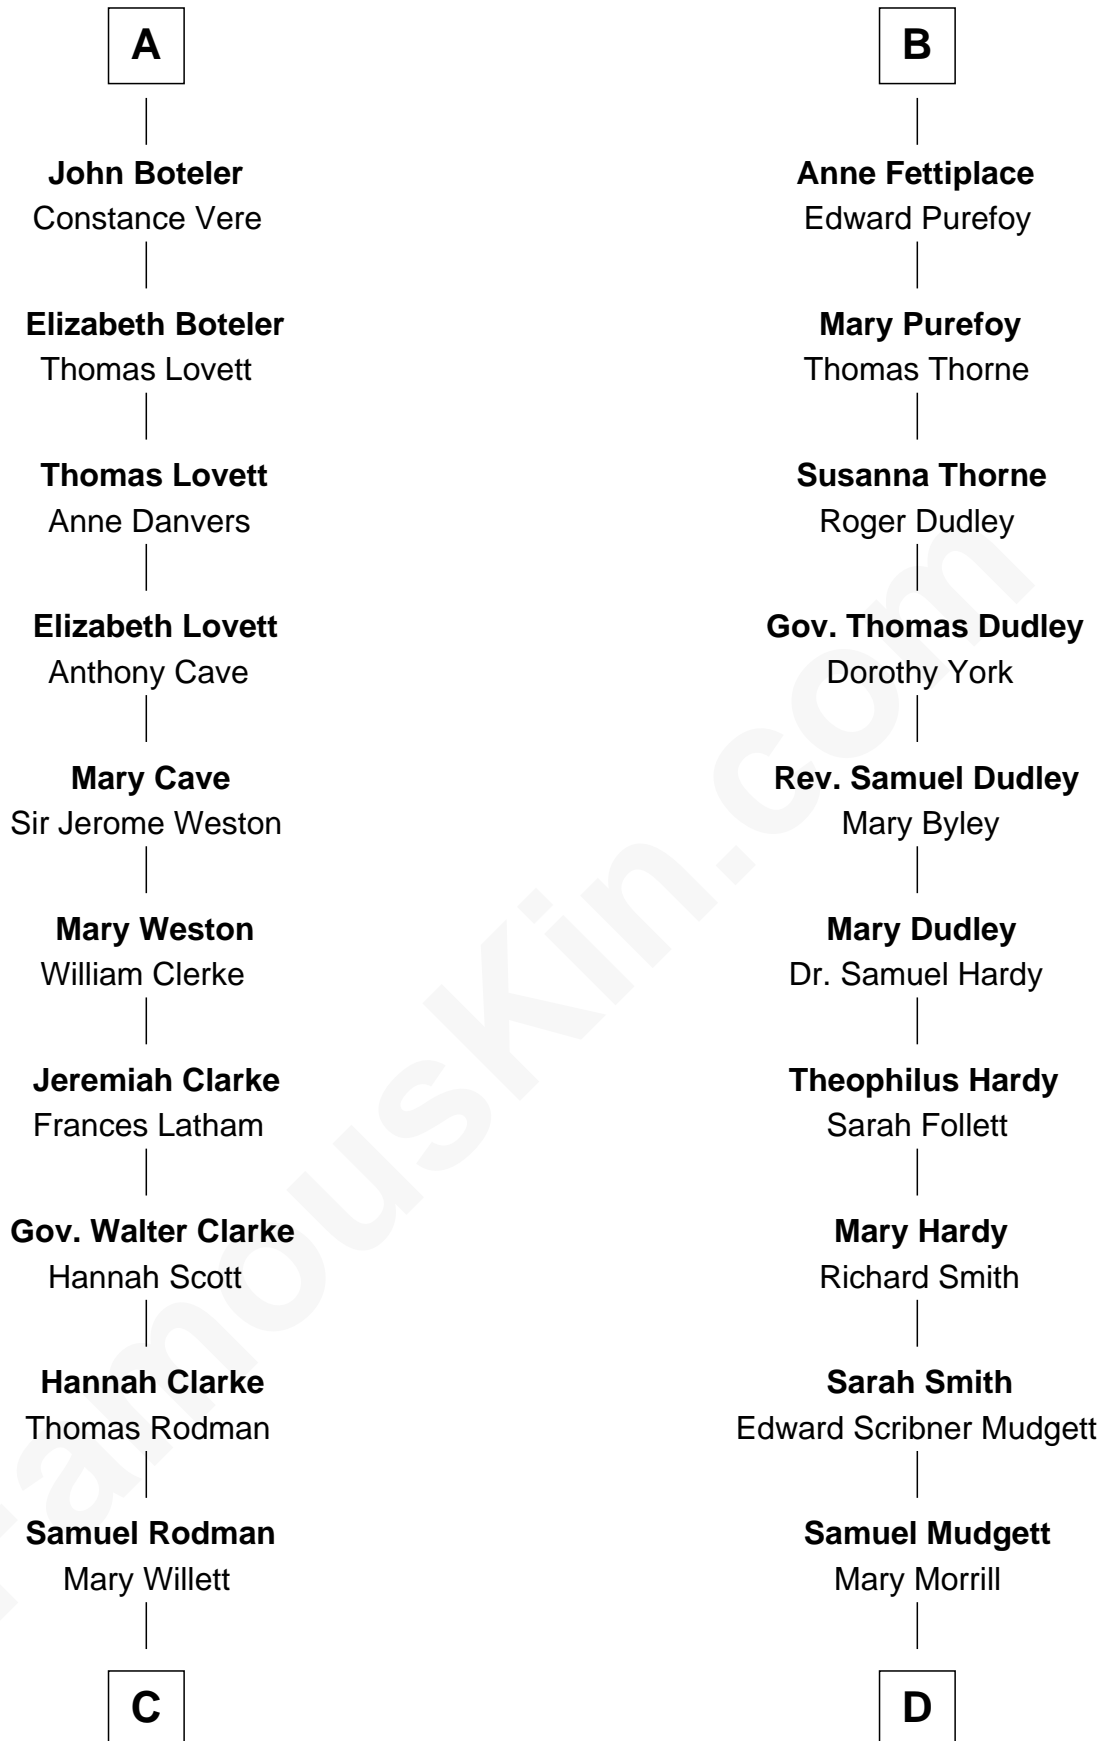 A
John Boteler
Constance Vere
Elizabeth Boteler
Thomas Lovett
Thomas Lovett
Anne Danvers
Elizabeth Lovett
Anthony Cave
Mary Cave
Sir Jerome Weston
Mary Weston
William Clerke
Jeremiah Clarke
Frances Latham
Gov. Walter Clarke
Hannah Scott
Hannah Clarke
Thomas Rodman
Samuel Rodman
Mary Willett
C
B
Anne Fettiplace
Edward Purefoy
Mary Purefoy
Thomas Thorne
Susanna Thorne
Roger Dudley
Gov. Thomas Dudley
Dorothy York
Rev. Samuel Dudley
Mary Byley
Mary Dudley
Dr. Samuel Hardy
Theophilus Hardy
Sarah Follett
Mary Hardy
Richard Smith
Sarah Smith
Edward Scribner Mudgett
Samuel Mudgett
Mary Morrill
D
FamousKin.com